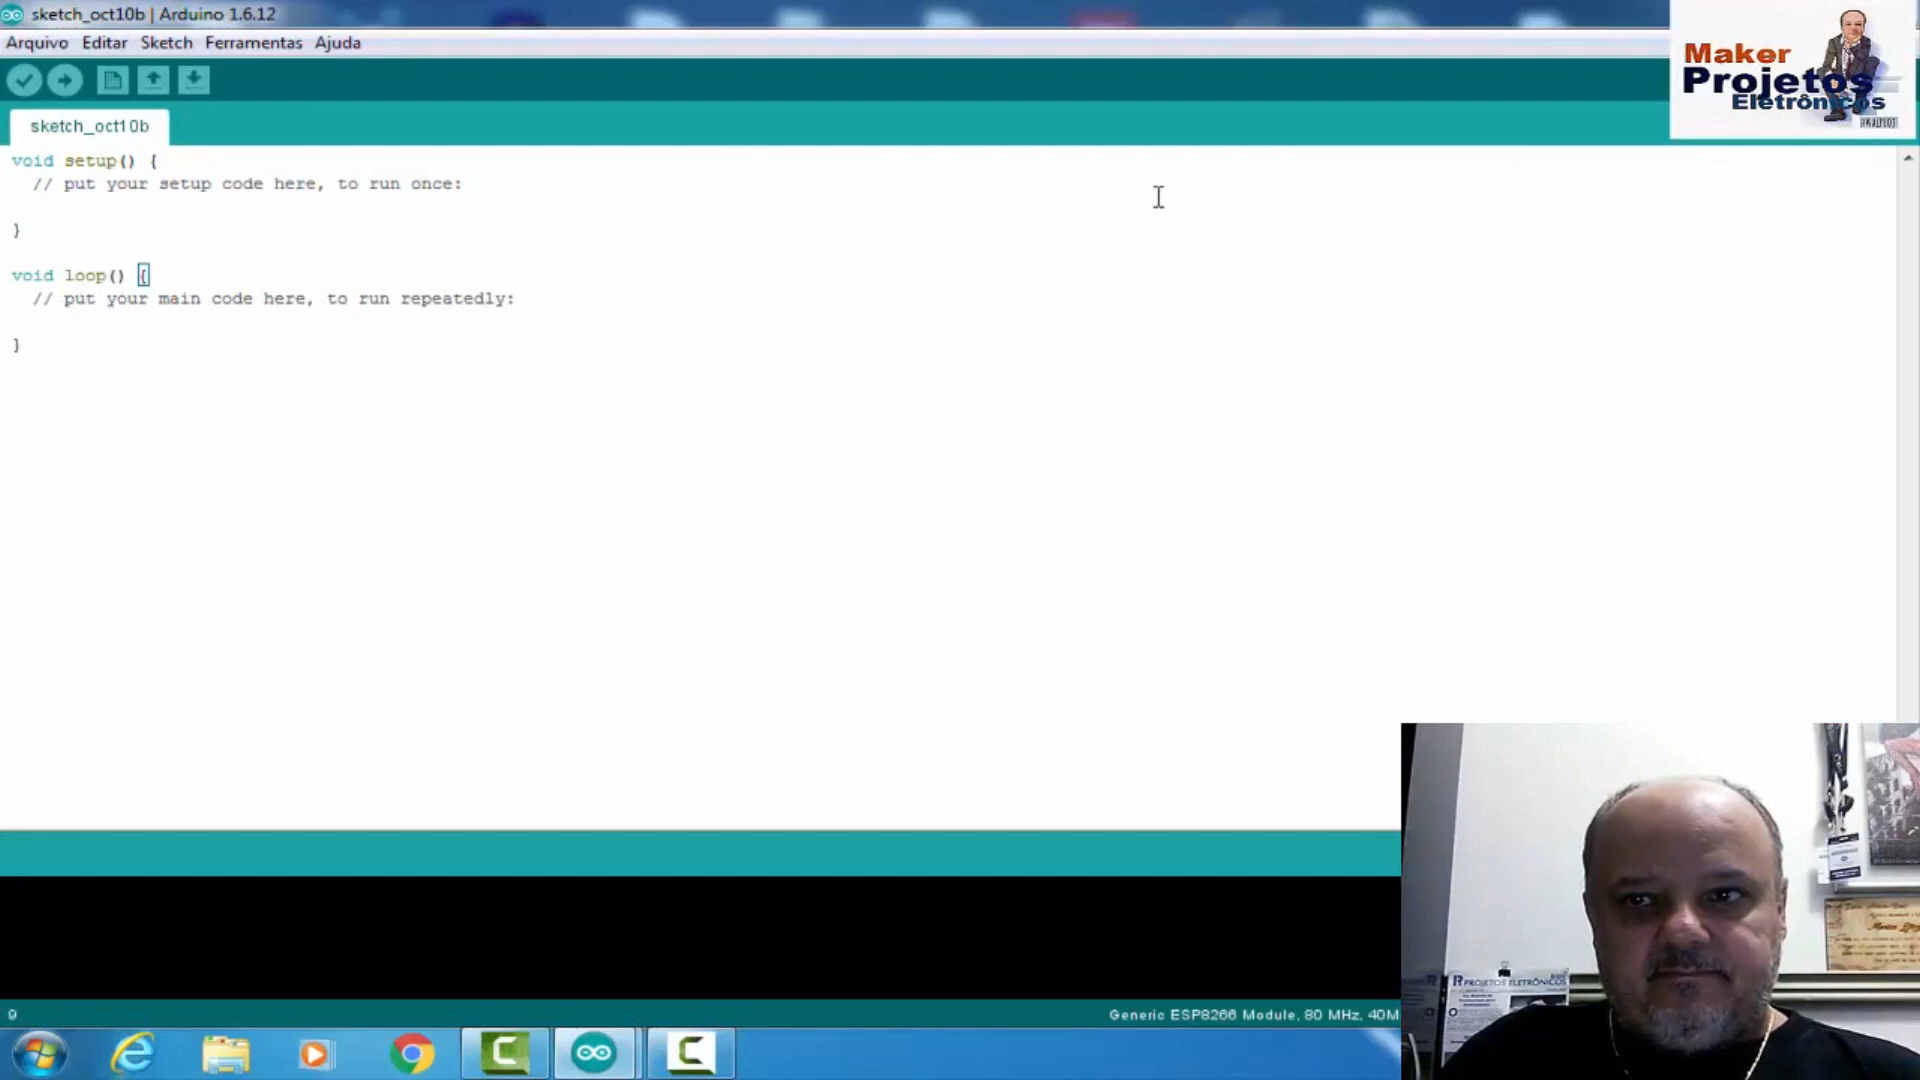 sketch_oct10b | Arduino 1.6.12
Arquivo Editar Sketch Ferramentas Ajuda
Maker
Projetos
Eletrônicos
sketch_oct10b
void setup() {
// put your setup code here, to run once:
}
void loop() {
// put your main code here, to run repeatedly:
}
PROJETOS ELETRÔNICOS
9
Generic ESP8266 Module, 80 MHz, 40M